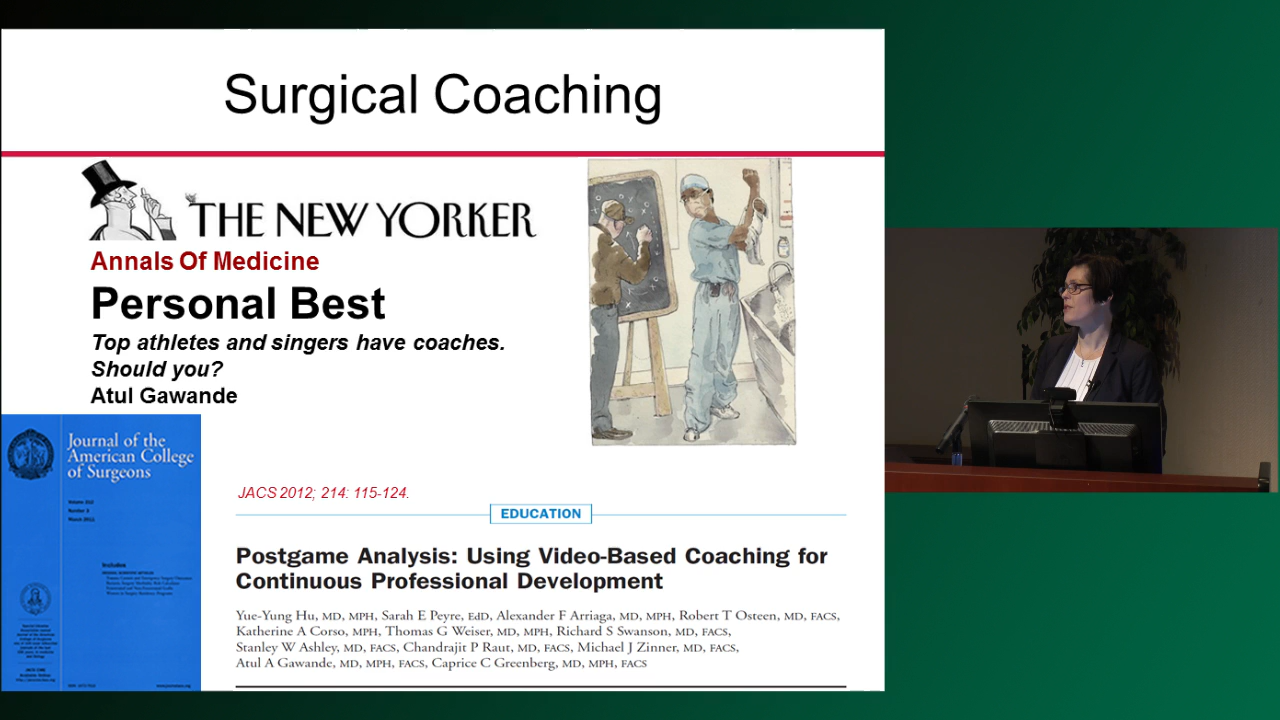 Surgical Coaching
THE NEW YORKER
Annals Of Medicine
Personal Best
Top athletes and singers have coaches.
Should you?
Atul Gawande
Journal of the
American College
of Surgeons
JACS 2012; 214: 115-124.
EDUCATION
Postgame Analysis: Using Video-Based Coaching for
Continuous Professional Development
Yue-Yung Hu, MD, MPH, Sarah E Peyre, EdD, Alexander F Arriaga, MD, MPH, Robert T Osteen, MD, FACS,
Katherine A Corso, MPH, Thomas G Weiser, MD, MPH, Richard S Swanson, MD, FACS,
Stanley W Ashley, MD, FACS, Chandrajit P Raut, MD, FACS, Michael J Zinner, MD, FACS,
Atul A Gawande, MD, MPH, FACS, Caprice C Greenberg, MD, MPH, FACS